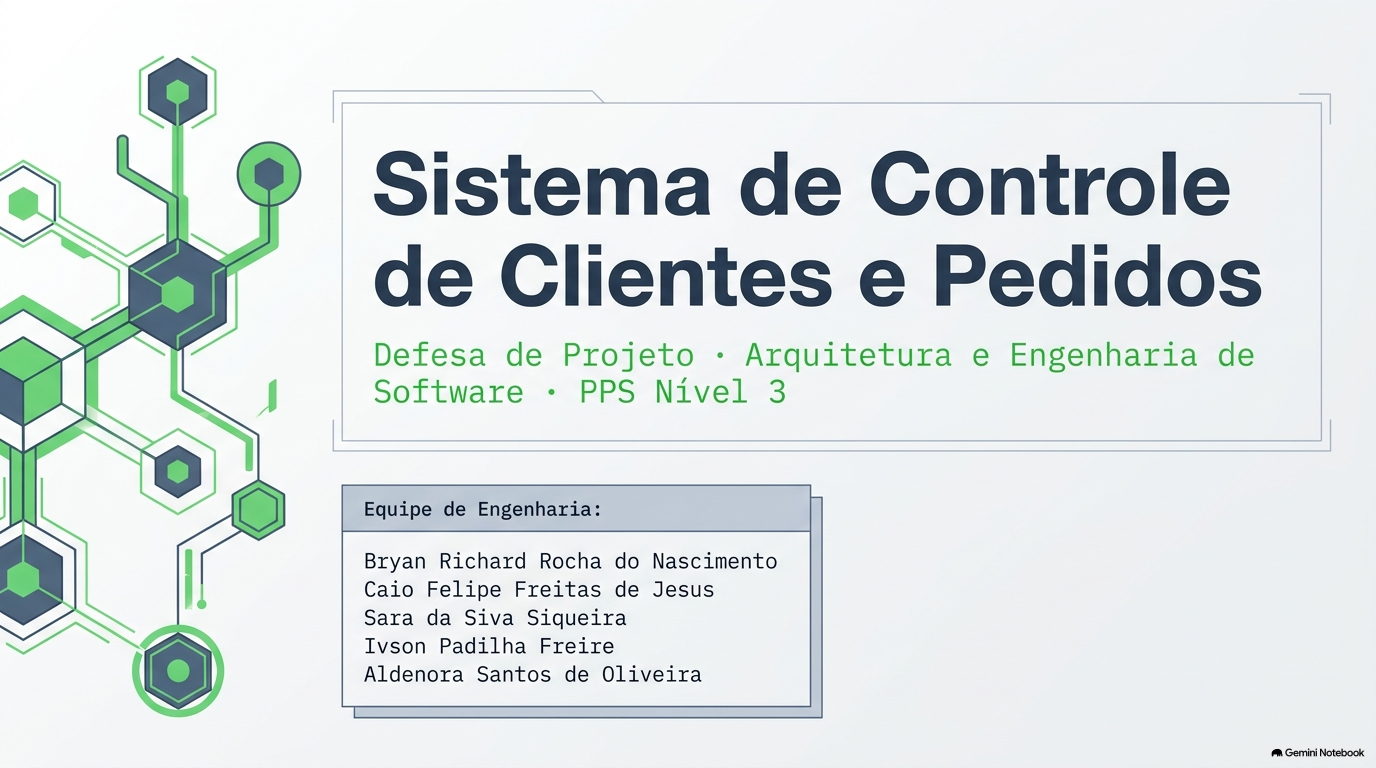 Sistema de Controle
de Clientes e Pedidos
Defesa de Projeto · Arquitetura e Engenharia de
Software · PPS Nível 3
Equipe de Engenharia:
Bryan Richard Rocha do Nascimento
Caio Felipe Freitas de Jesus
Sara da Siva Siqueira
Ivson Padilha Freire
Aldenora Santos de Oliveira
Gemini Notebook